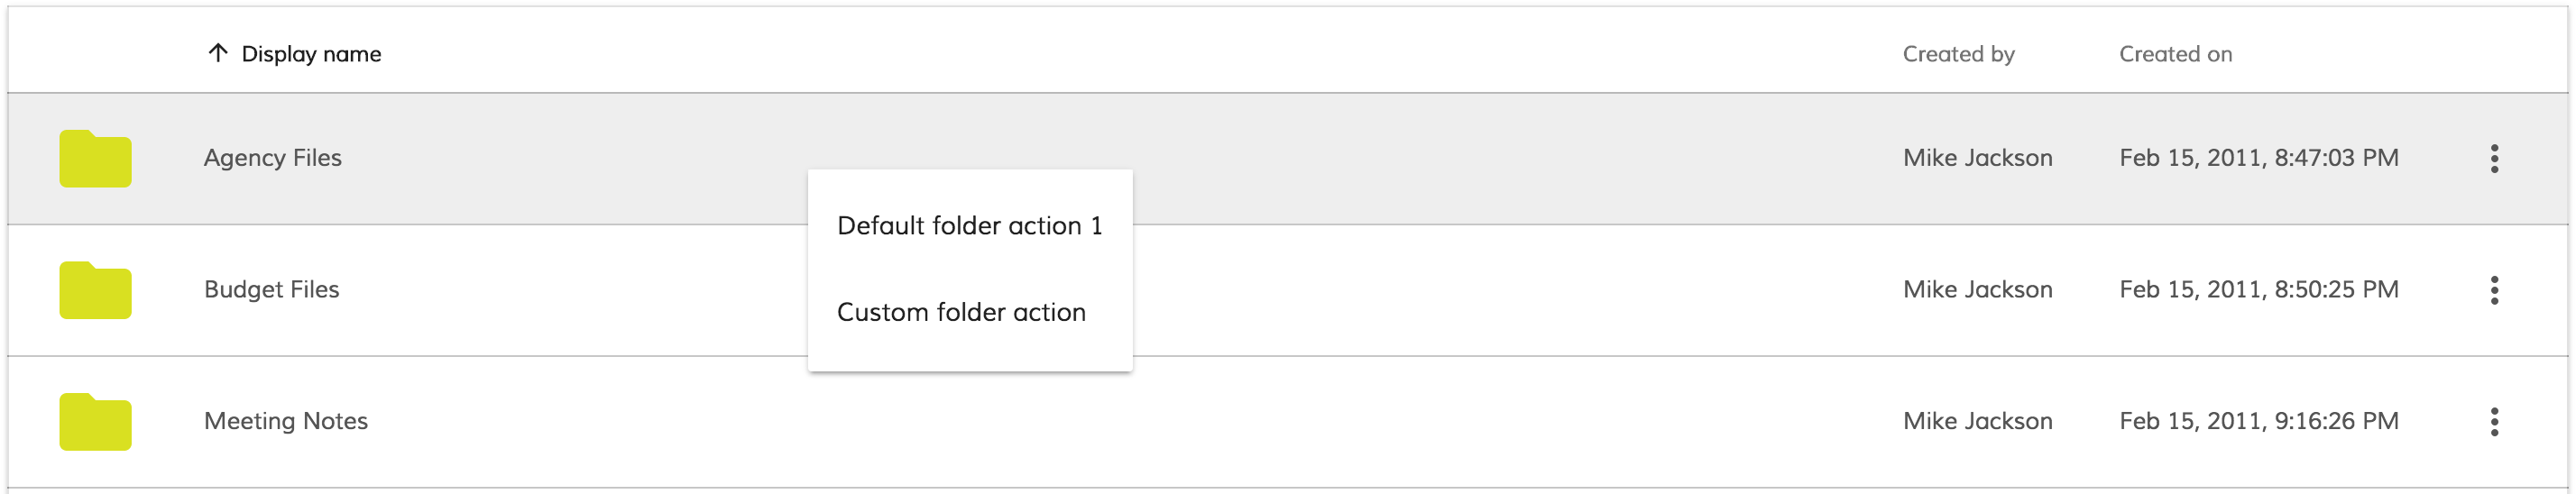 Display name Created by Created on
Agency Files Mike Jackson Feb 15, 2011, 8:47:03 PM
Default folder action 1
Budget Files Mike Jackson Feb 15, 2011, 8:50:25 PM
Custom folder action
Meeting Notes Mike Jackson Feb 15, 2011, 9:16:26 PM